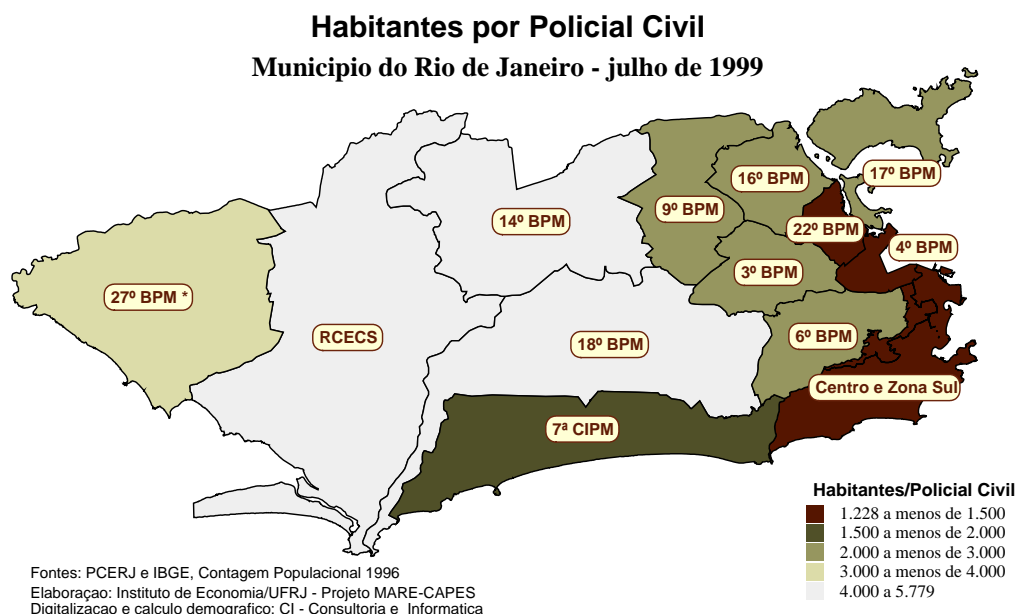 Habitantes por Policial Civil
Municipio do Rio de Janeiro - julho de 1999
17º BPM
16º BPM
9º BPM
14º BPM
22º BPM
4º BPM
3º BPM
27º BPM *
RCECS
18º BPM
6º BPM
Centro e Zona Sul
7ª CIPM
Habitantes/Policial Civil
1.228 a menos de 1.500
1.500 a menos de 2.000
2.000 a menos de 3.000
3.000 a menos de 4.000
4.000 a 5.779
Fontes: PCERJ e IBGE, Contagem Populacional 1996
Elaboraçao: Instituto de Economia/UFRJ - Projeto MARE-CAPES
Digitalizaçao e calculo demografico: CI - Consultoria e Informatica